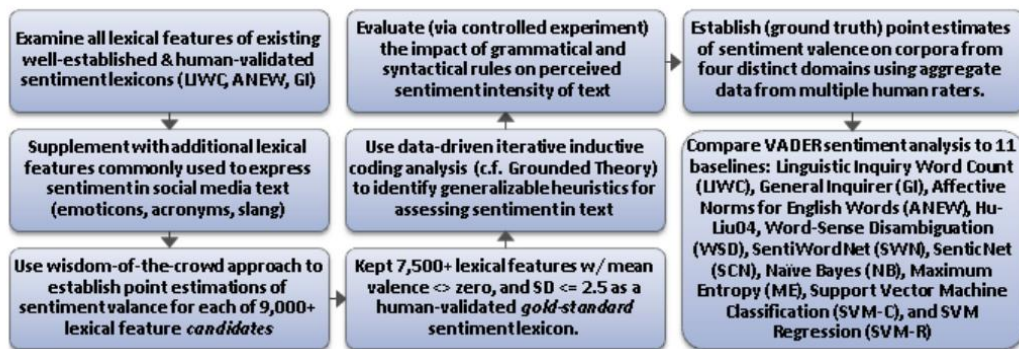 Examine all lexical features of existing
well-established & human-validated
sentiment lexicons (LIWC, ANEW, GI)
Supplement with additional lexical
features commonly used to express
sentiment in social media text
(emoticons, acronyms, slang)
Use wisdom-of-the-crowd approach to
establish point estimations of
sentiment valance for each of 9,000+
lexical feature candidates
Kept 7,500+ lexical features w/ mean
valence <> zero, and SD <= 2.5 as a
human-validated gold-standard
sentiment lexicon.
Use data-driven iterative inductive
coding analysis (c.f. Grounded Theory)
to identify generalizable heuristics for
assessing sentiment in text
Evaluate (via controlled experiment)
the impact of grammatical and
syntactical rules on perceived
sentiment intensity of text
Establish (ground truth) point estimates
of sentiment valence on corpora from
four distinct domains using aggregate
data from multiple human raters.
Compare VADER sentiment analysis to 11
baselines: Linguistic Inquiry Word Count
(LIWC), General Inquirer (GI), Affective
Norms for English Words (ANEW), Hu-
Liu04, Word-Sense Disambiguation
(WSD), SentiWordNet (SWN), SenticNet
(SCN), Naïve Bayes (NB), Maximum
Entropy (ME), Support Vector Machine
Classification (SVM-C), and SVM
Regression (SVM-R)